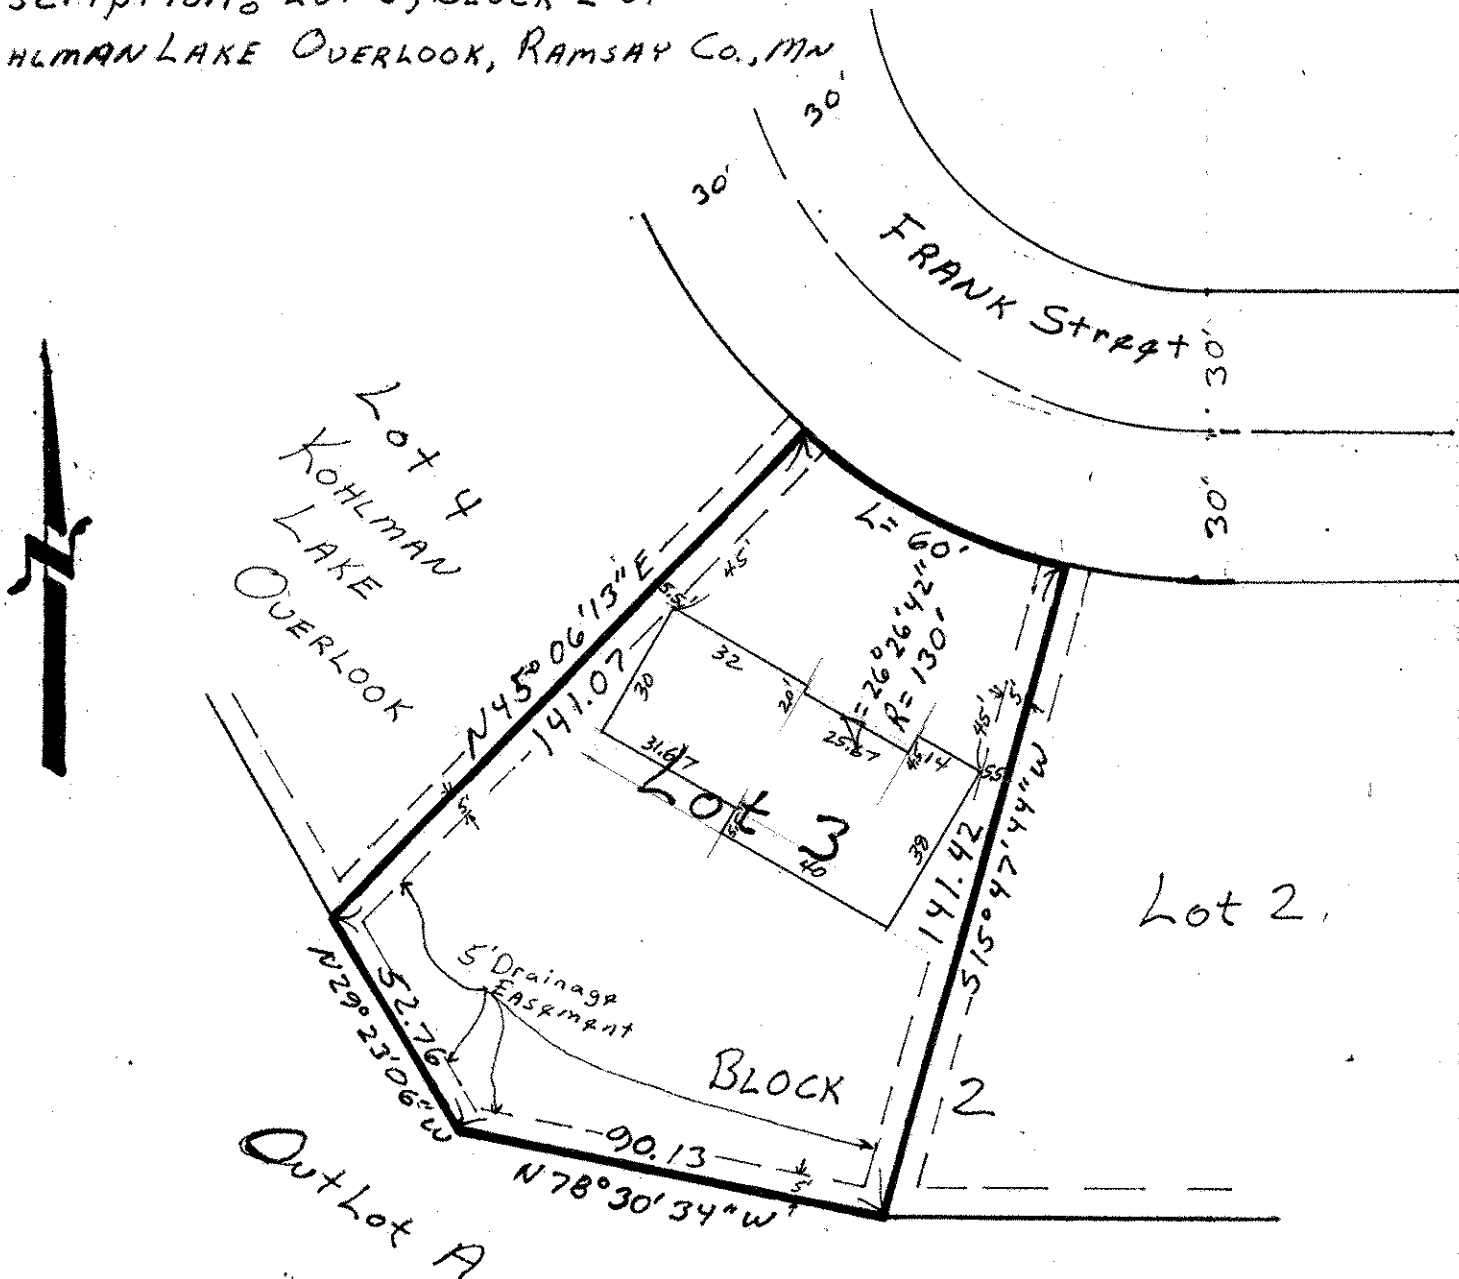 HLMAN LAKE OVERLOOK, RAMSAY CO., MN
30'
30'
FRANK Street
30'
30'
Lot 4
KOHLMAN
LAKE
OVERLOOK
L= 60'
Δ=26°26'42"
R=130'
N45°06'13"E
141.07
45'
5.5'
32
20'
25.67
14
45'
5'
5.5
30
31.67
40
39
Lot 3
5'
141.42
S15°47'44"W
Lot 2
5' Drainage
Easement
52.76
N29°23'06"W
BLOCK 2
90.13
5'
N78°30'34"W
OutLot A